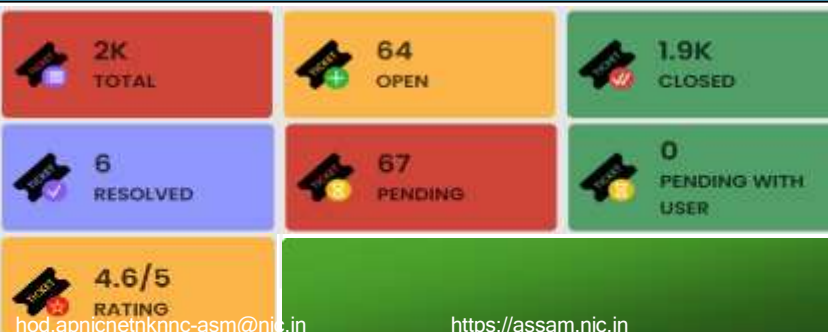 2K
TOTAL
64
OPEN
1.9K
CLOSED
6
RESOLVED
67
PENDING
0
PENDING WITH
USER
4.6/5
RATING
hod.apnicnetnknnc-asm@nic.in
https://assam.nic.in